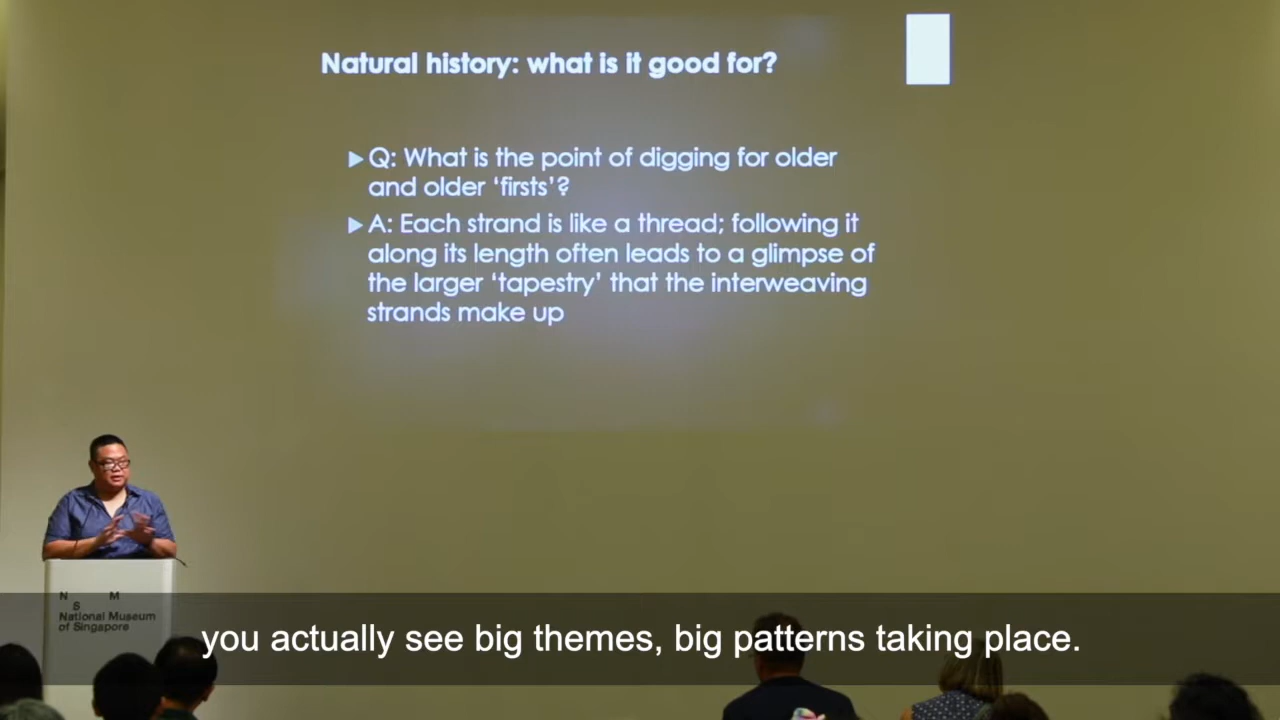 Natural history: what is it good for?
Q: What is the point of digging for older
and older ‘firsts’?
A: Each strand is like a thread; following it
along its length often leads to a glimpse of
the larger ‘tapestry’ that the interweaving
strands make up
N M
S
National Museum
of Singapore
you actually see big themes, big patterns taking place.